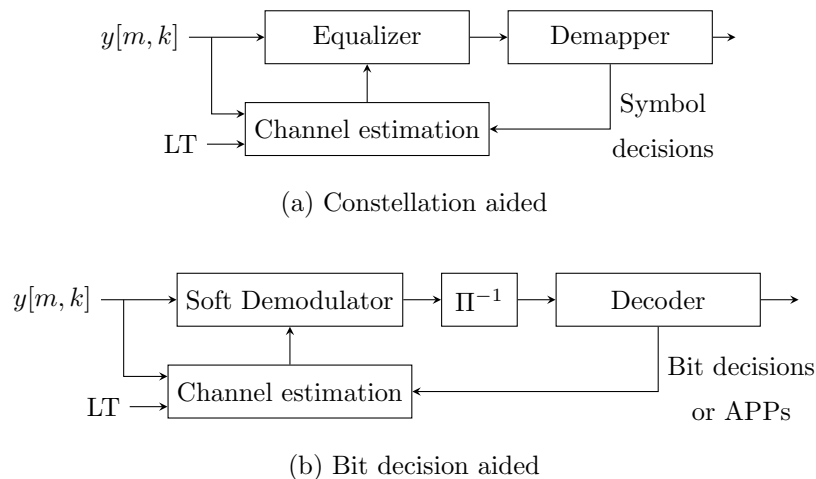 y[m, k]
Equalizer
Demapper
Channel estimation
LT
Symbol
decisions
(a) Constellation aided
y[m, k]
Soft Demodulator
Π⁻¹
Decoder
Channel estimation
LT
Bit decisions
or APPs
(b) Bit decision aided